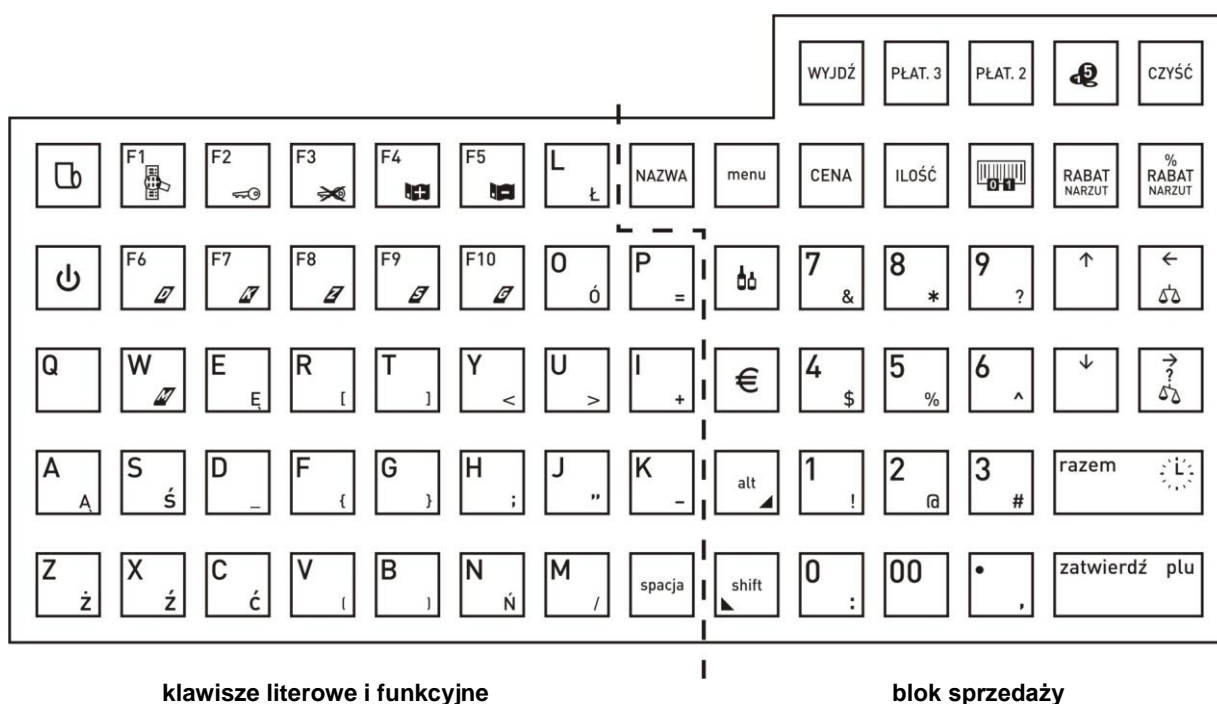 WYJDŹ PŁAT. 3 PŁAT. 2 15 CZYŚĆ
F1 F2 F3 F4 F5 L Ł NAZWA menu CENA ILOŚĆ 01 RABAT NARZUT % RABAT NARZUT
F6 D F7 K F8 Z F9 S F10 G O Ó P = 7 & 8 * 9 ? ↑ ←
Q W M E Ę R [ T ] Y < U > I + € 4 $ 5 % 6 ^ ↓ → ?
A Ą S Ś D _ F { G } H ; J " K – alt 1 ! 2 @ 3 # razem
Z Ż X Ź C Ć V ( B ) N Ń M / spacja shift 0 : 00 • , zatwierdź plu
klawisze literowe i funkcyjne blok sprzedaży